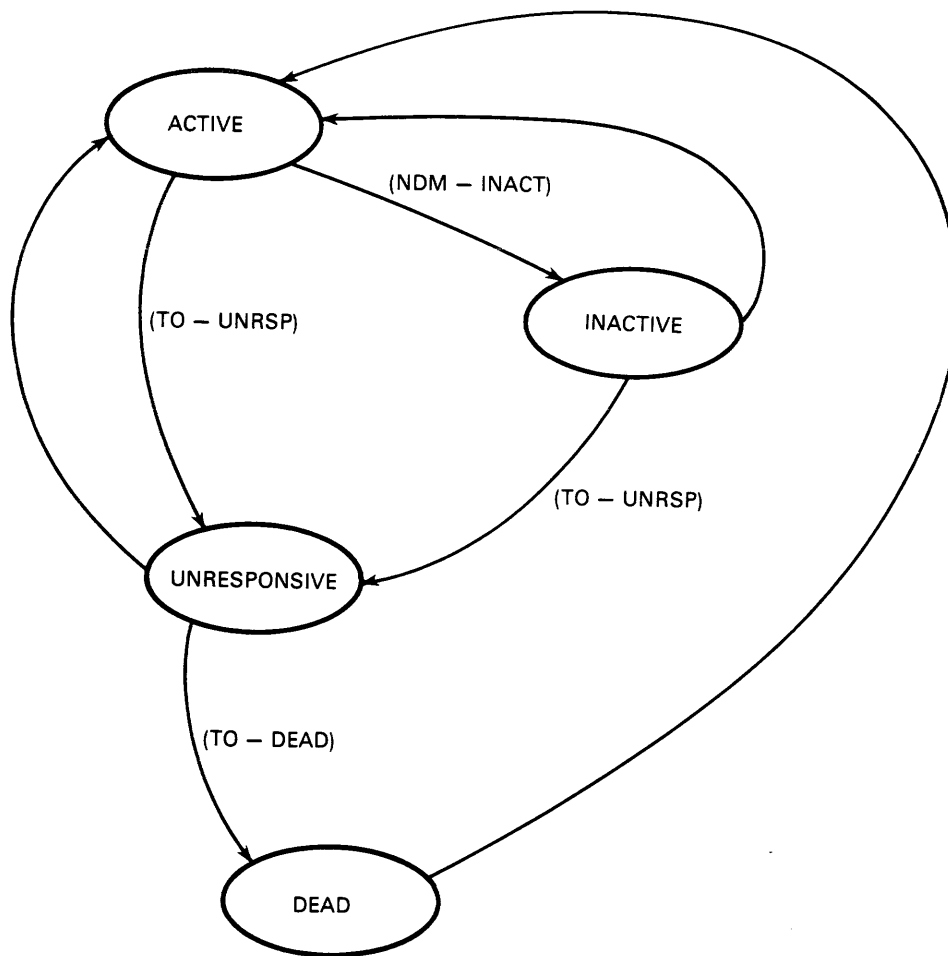 ACTIVE
(NDM — INACT)
(TO — UNRSP)
INACTIVE
(TO — UNRSP)
UNRESPONSIVE
(TO — DEAD)
DEAD